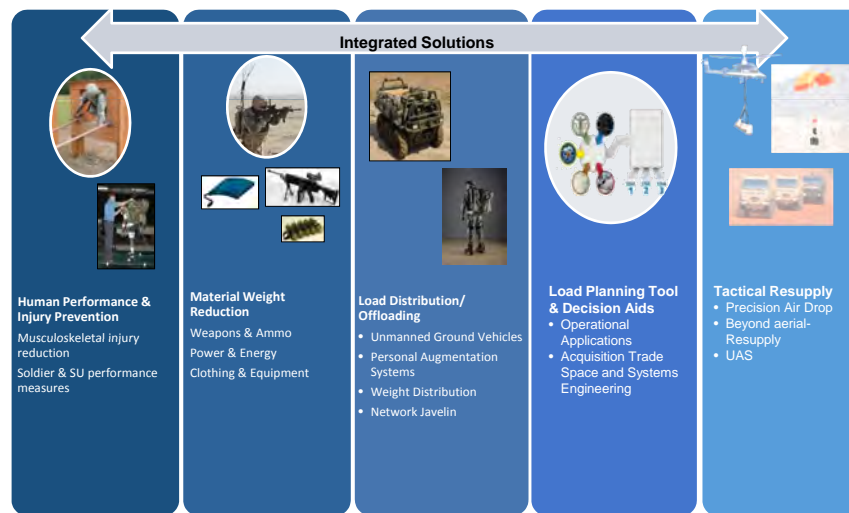 Integrated Solutions
Human Performance &
Injury Prevention
Musculoskeletal injury
reduction
Soldier & SU performance
measures
Material Weight
Reduction
Weapons & Ammo
Power & Energy
Clothing & Equipment
Load Distribution/
Offloading
• Unmanned Ground Vehicles
• Personal Augmentation
Systems
• Weight Distribution
• Network Javelin
Load Planning Tool
& Decision Aids
• Operational
Applications
• Acquisition Trade
Space and Systems
Engineering
Tactical Resupply
• Precision Air Drop
• Beyond aerial-
Resupply
• UAS
1 2 3